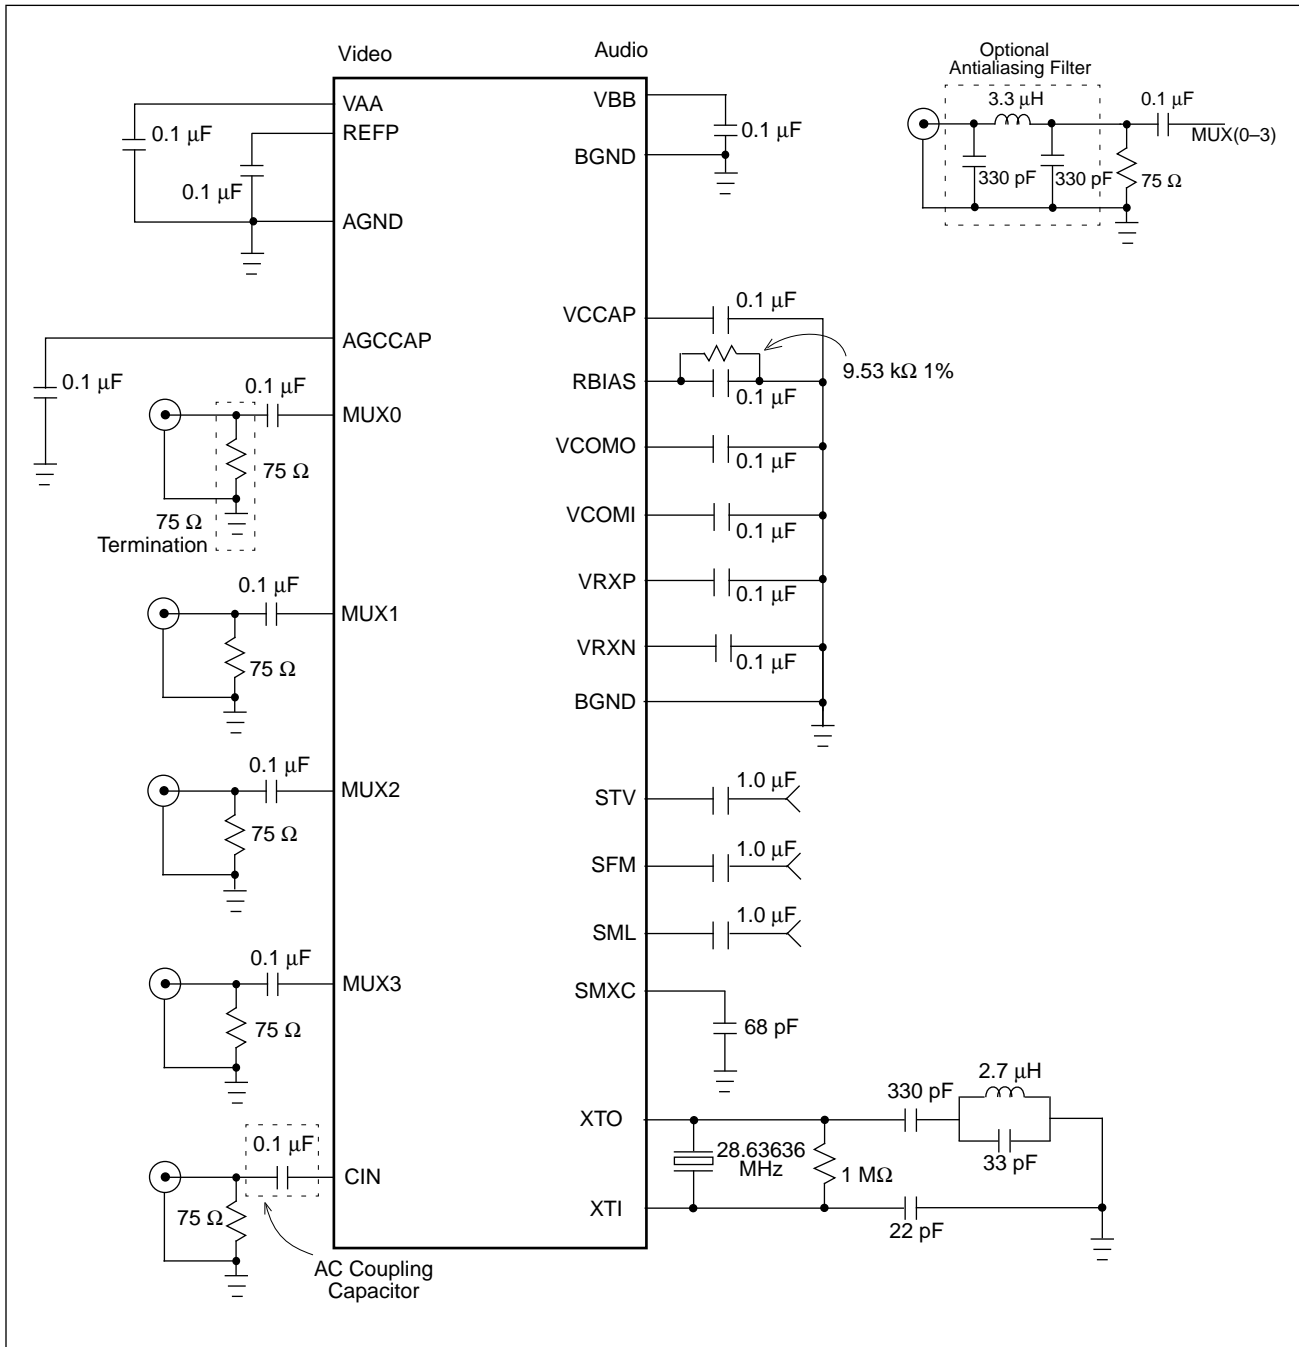 Video
Audio
Optional
Antialiasing Filter
VAA
0.1 μF
REFP
0.1 μF
AGND
VBB
0.1 μF
BGND
3.3 μH
0.1 μF
MUX(0–3)
330 pF
330 pF
75 Ω
AGCCAP
0.1 μF
0.1 μF
MUX0
75 Ω
75 Ω
Termination
VCCAP
0.1 μF
9.53 kΩ 1%
RBIAS
0.1 μF
VCOMO
0.1 μF
VCOMI
0.1 μF
VRXP
0.1 μF
VRXN
0.1 μF
BGND
0.1 μF
MUX1
75 Ω
0.1 μF
MUX2
75 Ω
STV
1.0 μF
SFM
1.0 μF
SML
1.0 μF
0.1 μF
MUX3
75 Ω
SMXC
68 pF
XTO
28.63636
MHz
1 MΩ
330 pF
2.7 μH
33 pF
XTI
22 pF
0.1 μF
CIN
75 Ω
AC Coupling
Capacitor